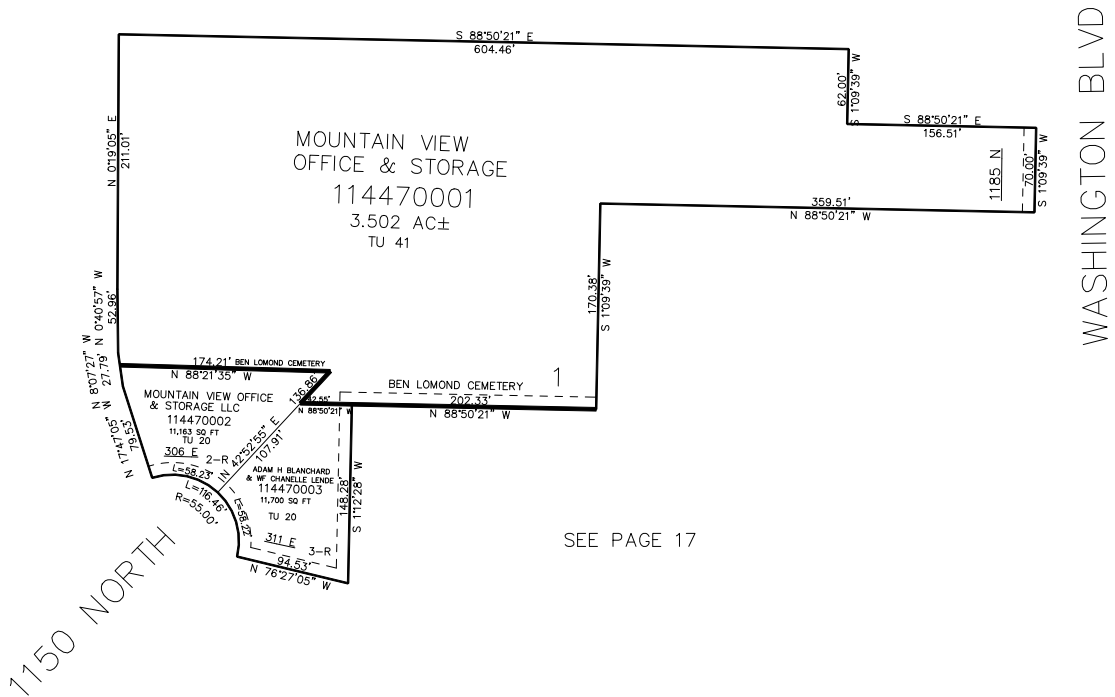 WASHINGTON BLVD
S 88°50'21" E
604.46'
62.00'
S 1°09'39" W
S 88°50'21" E
156.51'
1185 N
70.00'
S 1°09'39" W
359.51'
N 88°50'21" W
N 0°19'05" E
211.01'
MOUNTAIN VIEW
OFFICE & STORAGE
114470001
3.502 AC±
TU 41
170.38'
S 1°09'39" W
N 0°40'57" W
52.96'
N 8°07'27" W
27.79'
N 17°47'05" W
79.53'
174.21' BEN LOMOND CEMETERY
N 88°21'35" W
136.86'
BEN LOMOND CEMETERY
1
202.33'
N 88°50'21" W
42.55'
N 88°50'21" W
MOUNTAIN VIEW OFFICE
& STORAGE LLC
114470002
11,163 SQ FT
TU 20
306 E
2-R
L=58.23'
L=116.46'
R=55.00'
N 42°52'55" E
107.91'
ADAM H BLANCHARD
& WF CHANELLE LENDE
114470003
11,700 SQ FT
TU 20
L=58.22'
311 E
3-R
148.28'
S 1°12'28" W
94.53'
N 76°27'05" W
SEE PAGE 17
1150 NORTH